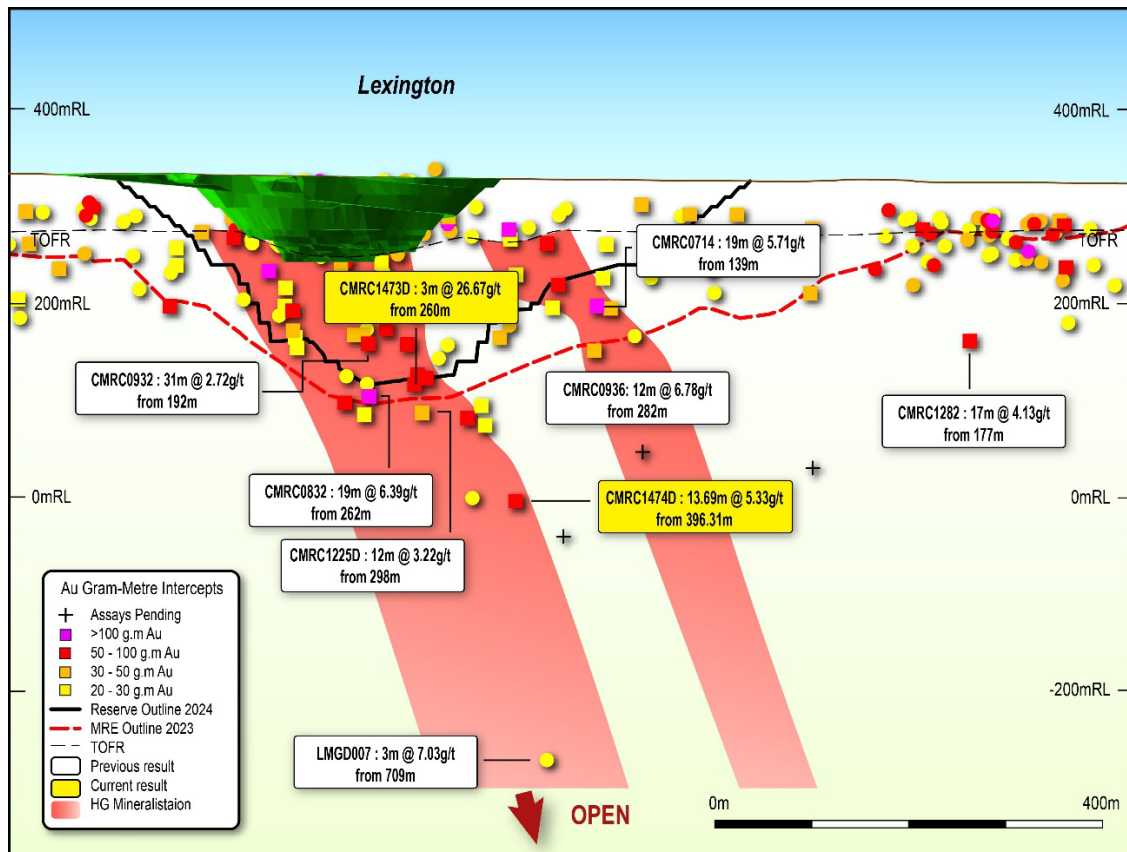 Lexington
400mRL
400mRL
TOFR
TOFR
CMRC0714 : 19m @ 5.71g/t
from 139m
CMRC1473D : 3m @ 26.67g/t
from 260m
200mRL
200mRL
CMRC0932 : 31m @ 2.72g/t
from 192m
CMRC0936: 12m @ 6.78g/t
from 282m
CMRC1282 : 17m @ 4.13g/t
from 177m
CMRC0832 : 19m @ 6.39g/t
from 262m
0mRL
0mRL
CMRC1474D : 13.69m @ 5.33g/t
from 396.31m
CMRC1225D : 12m @ 3.22g/t
from 298m
Au Gram-Metre Intercepts
Assays Pending
>100 g.m Au
50 - 100 g.m Au
30 - 50 g.m Au
20 - 30 g.m Au
Reserve Outline 2024
MRE Outline 2023
TOFR
Previous result
Current result
HG Mineralistaion
-200mRL
LMGD007 : 3m @ 7.03g/t
from 709m
OPEN
0m
400m